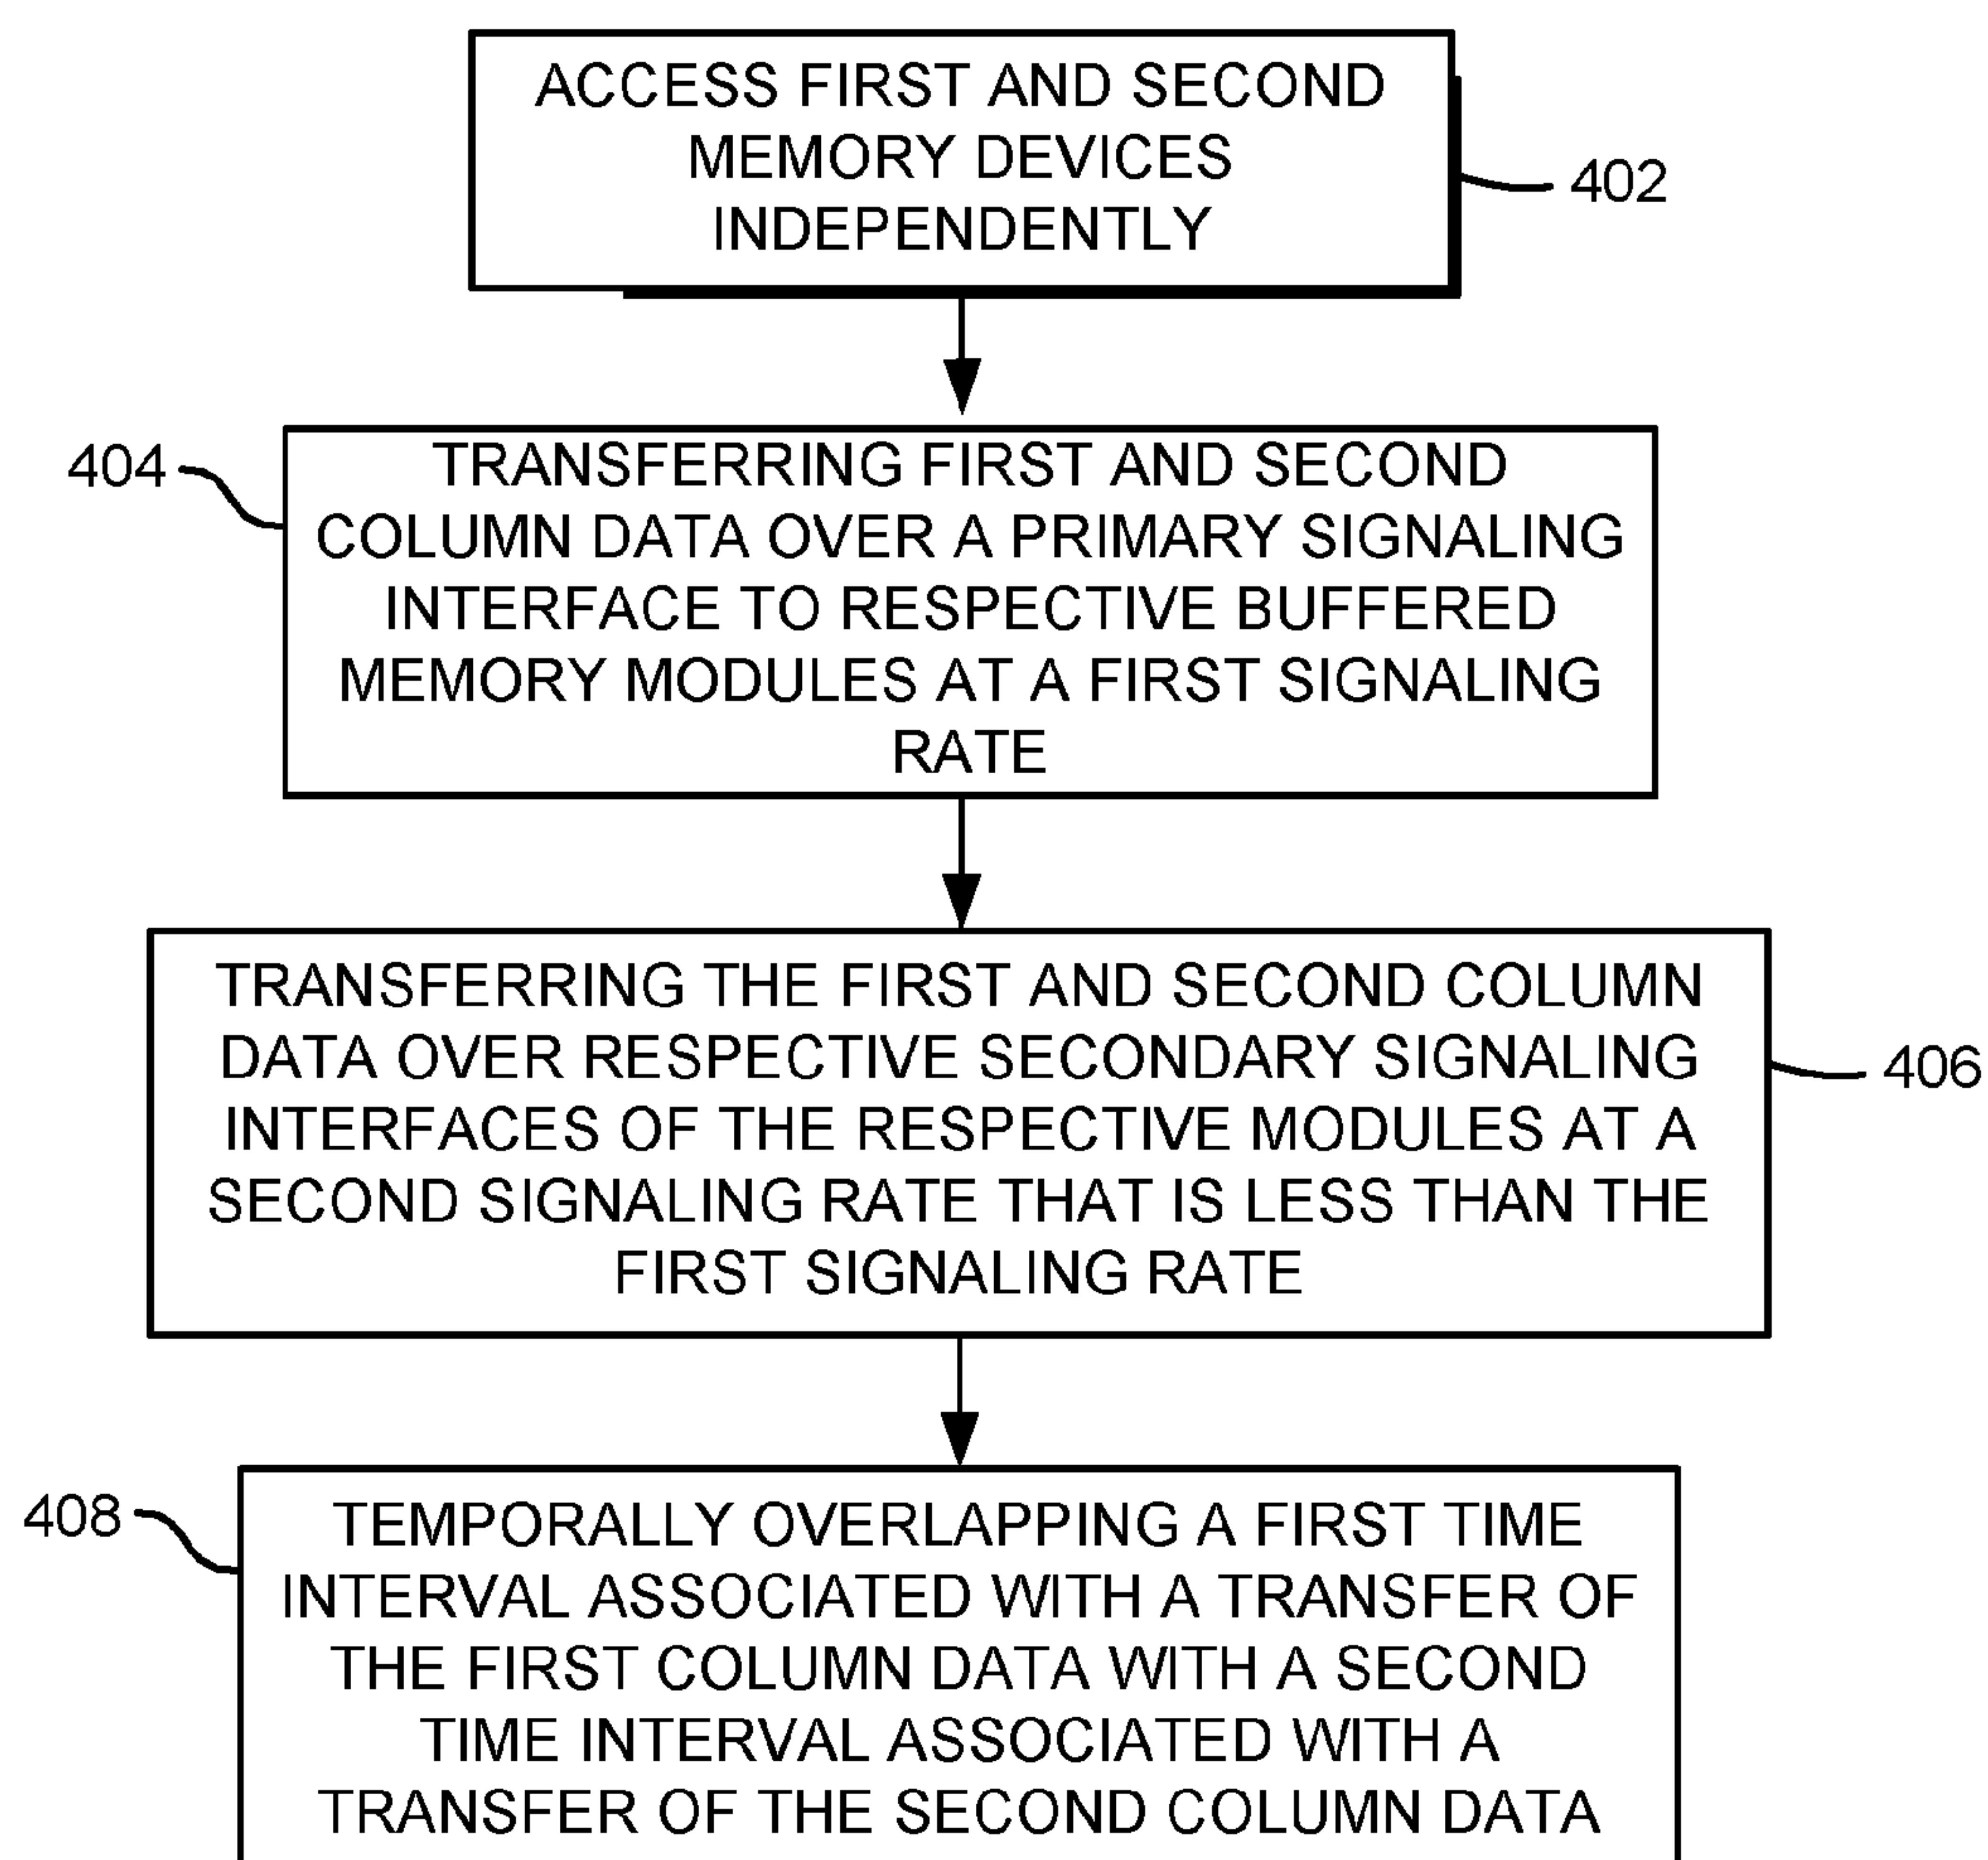 ACCESS FIRST AND SECOND
MEMORY DEVICES
INDEPENDENTLY
402
404
TRANSFERRING FIRST AND SECOND
COLUMN DATA OVER A PRIMARY SIGNALING
INTERFACE TO RESPECTIVE BUFFERED
MEMORY MODULES AT A FIRST SIGNALING
RATE
TRANSFERRING THE FIRST AND SECOND COLUMN
DATA OVER RESPECTIVE SECONDARY SIGNALING
INTERFACES OF THE RESPECTIVE MODULES AT A
SECOND SIGNALING RATE THAT IS LESS THAN THE
FIRST SIGNALING RATE
406
408
TEMPORALLY OVERLAPPING A FIRST TIME
INTERVAL ASSOCIATED WITH A TRANSFER OF
THE FIRST COLUMN DATA WITH A SECOND
TIME INTERVAL ASSOCIATED WITH A
TRANSFER OF THE SECOND COLUMN DATA